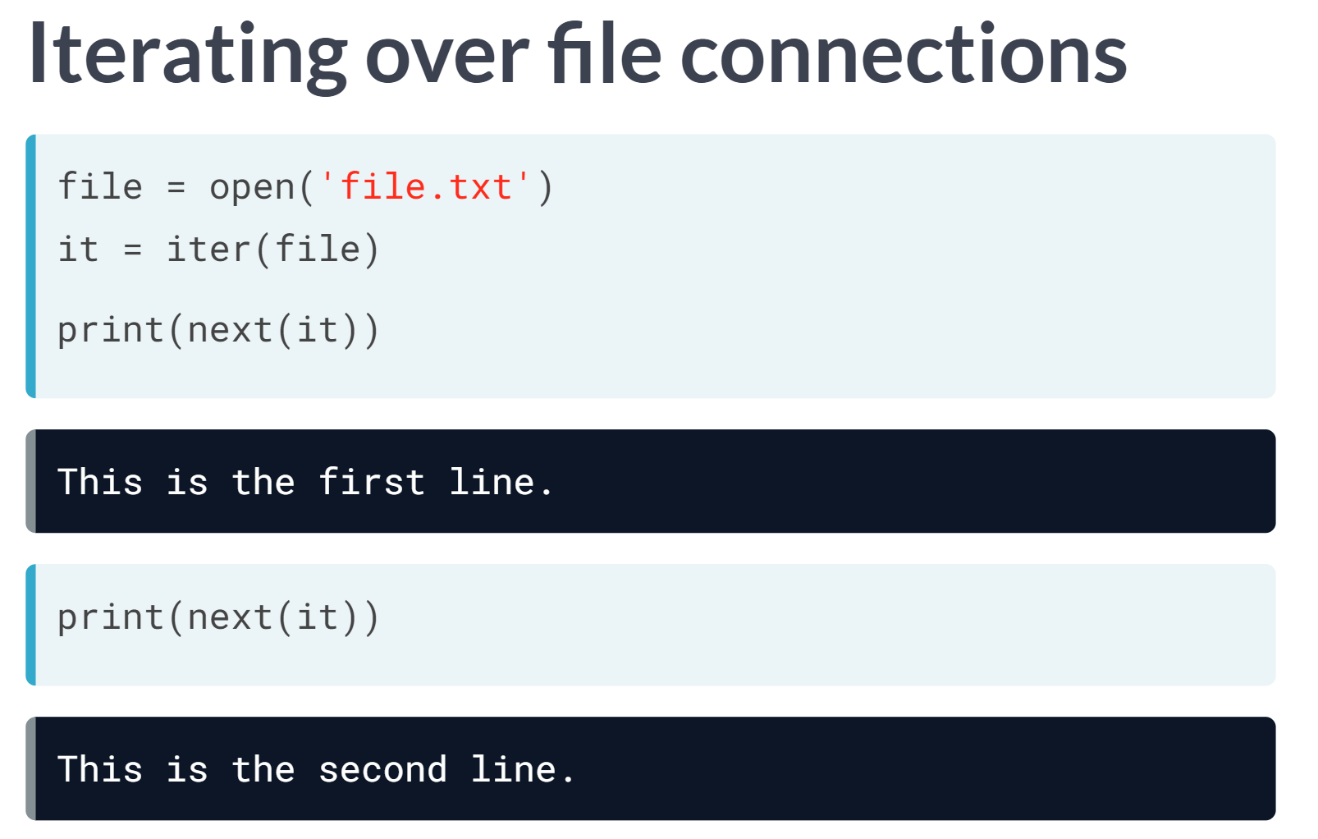 Iterating over file connections
file = open('file.txt')
it = iter(file)
print(next(it))
This is the first line.
print(next(it))
This is the second line.